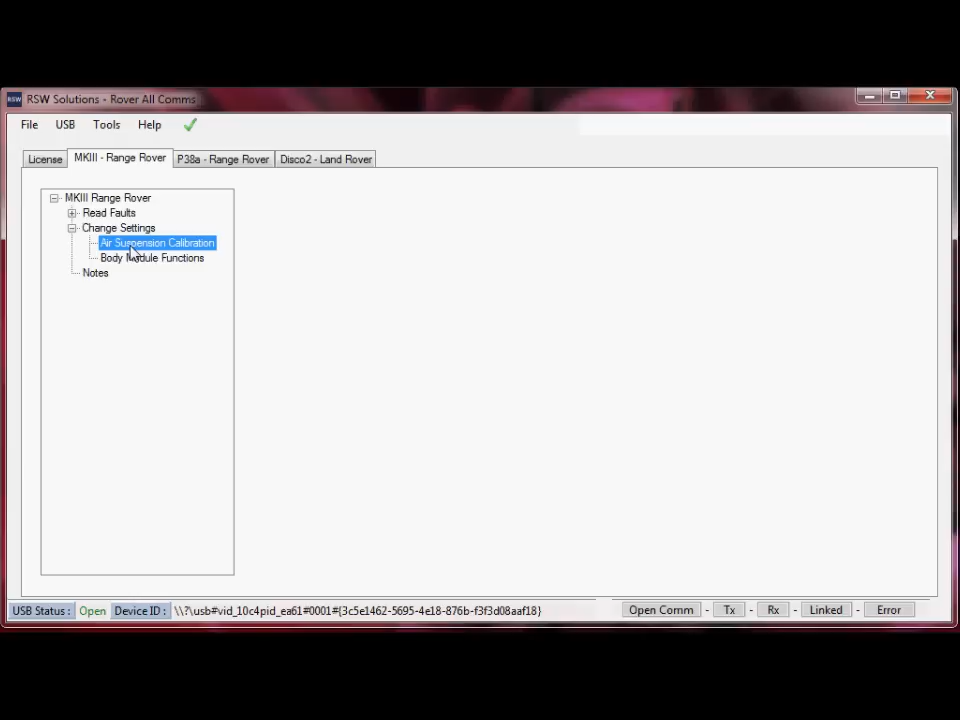 RSW RSW Solutions - Rover All Comms
File USB Tools Help
License MKIII - Range Rover P38a - Range Rover Disco2 - Land Rover
MKIII Range Rover
Read Faults
Change Settings
Air Suspension Calibration
Body Module Functions
Notes
USB Status : Open Device ID : \\?\usb#vid_10c4pid_ea61#0001#{3c5e1462-5695-4e18-876b-f3f3d08aaf18} Open Comm - Tx - Rx - Linked - Error